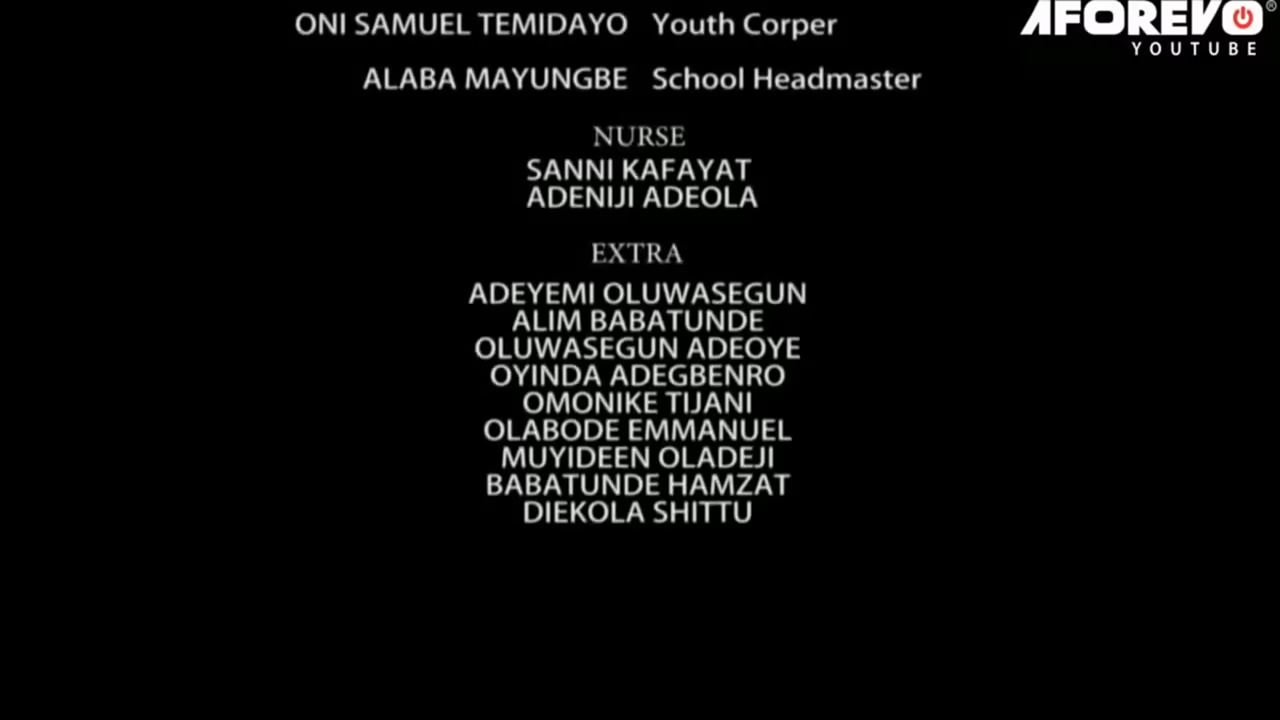 ONI SAMUEL TEMIDAYO Youth Corper
AFOREVO®
YOUTUBE
ALABA MAYUNGBE School Headmaster
NURSE
SANNI KAFAYAT
ADENIJI ADEOLA
EXTRA
ADEYEMI OLUWASEGUN
ALIM BABATUNDE
OLUWASEGUN ADEOYE
OYINDA ADEGBENRO
OMONIKE TIJANI
OLABODE EMMANUEL
MUYIDEEN OLADEJI
BABATUNDE HAMZAT
DIEKOLA SHITTU